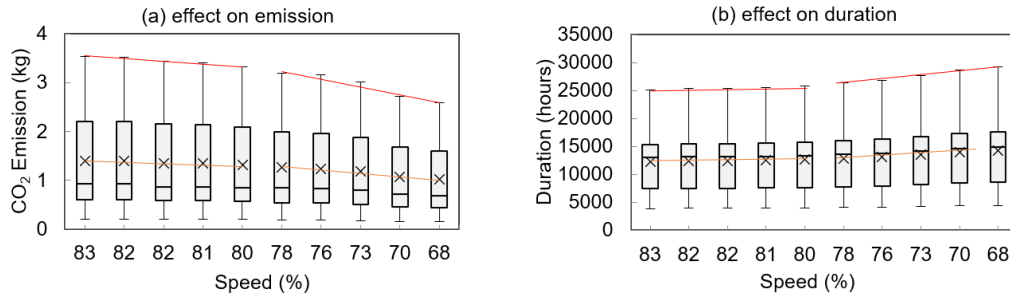 (a) effect on emission
CO₂ Emission (kg)
4
3
2
1
0
83 82 82 81 80 78 76 73 70 68
Speed (%)
(b) effect on duration
Duration (hours)
35000
30000
25000
20000
15000
10000
5000
0
83 82 82 81 80 78 76 73 70 68
Speed (%)